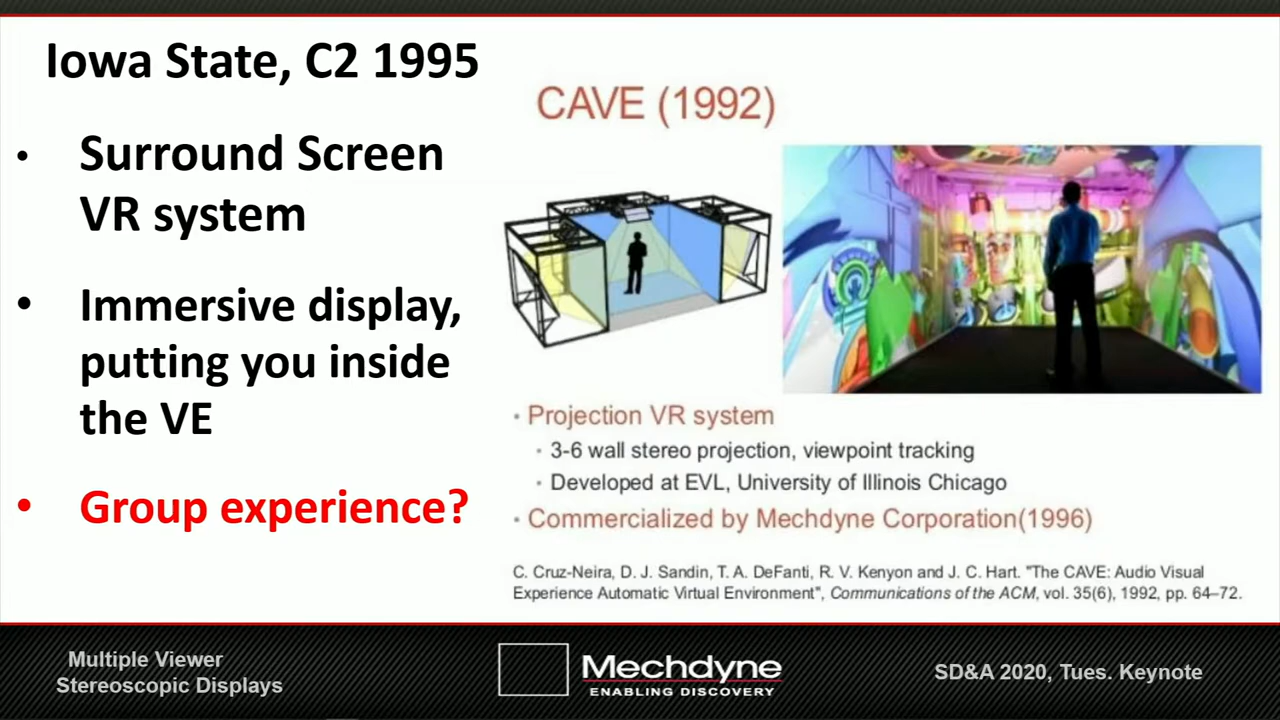 Iowa State, C2 1995
• Surround Screen
VR system
• Immersive display,
putting you inside
the VE
• Group experience?
CAVE (1992)
• Projection VR system
• 3-6 wall stereo projection, viewpoint tracking
• Developed at EVL, University of Illinois Chicago
• Commercialized by Mechdyne Corporation(1996)
C. Cruz-Neira, D. J. Sandin, T. A. DeFanti, R. V. Kenyon and J. C. Hart. "The CAVE: Audio Visual
Experience Automatic Virtual Environment", Communications of the ACM, vol. 35(6), 1992, pp. 64–72.
Multiple Viewer
Stereoscopic Displays
Mechdyne
ENABLING DISCOVERY
SD&A 2020, Tues. Keynote